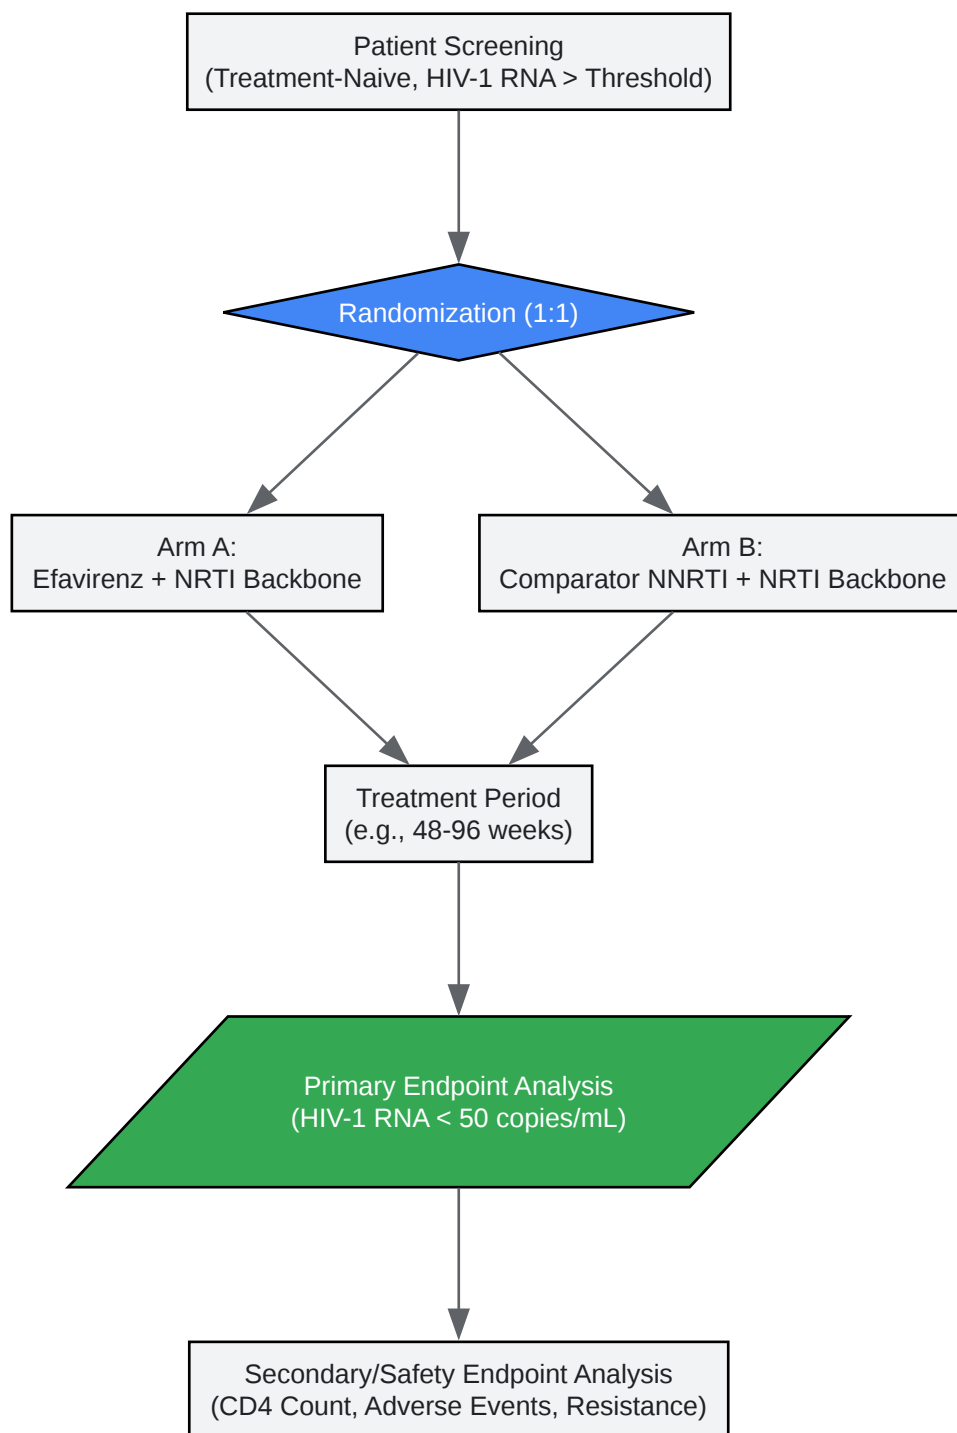 Patient Screening
(Treatment-Naive, HIV-1 RNA > Threshold)
Randomization (1:1)
Arm A:
Efavirenz + NRTI Backbone
Arm B:
Comparator NNRTI + NRTI Backbone
Treatment Period
(e.g., 48-96 weeks)
Primary Endpoint Analysis
(HIV-1 RNA < 50 copies/mL)
Secondary/Safety Endpoint Analysis
(CD4 Count, Adverse Events, Resistance)